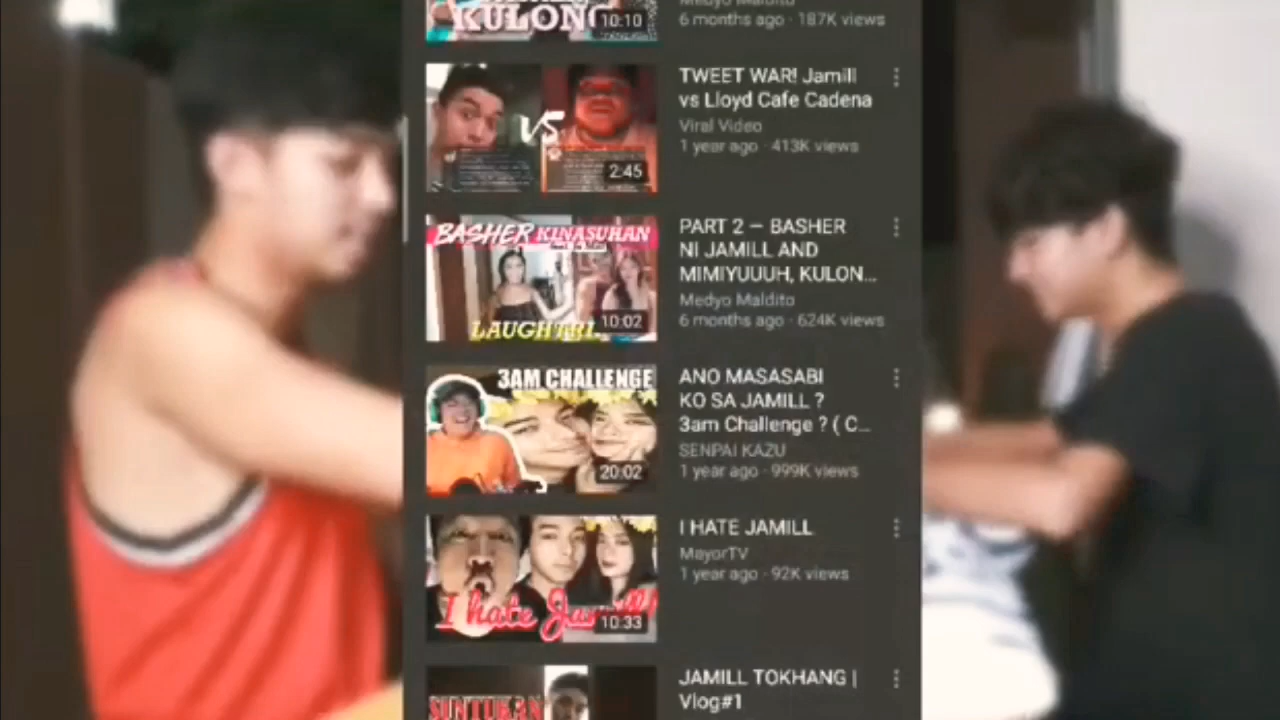 KULONG
10:10
Medyo Maldito
6 months ago · 187K views
VS
2:45
TWEET WAR! Jamill
vs Lloyd Cafe Cadena
Viral Video
1 year ago · 413K views
BASHER KINASUHAN
LAUGHTRI
10:02
PART 2 – BASHER
NI JAMILL AND
MIMIYUUUH, KULON...
Medyo Maldito
6 months ago · 624K views
3AM CHALLENGE
20:02
ANO MASASABI
KO SA JAMILL ?
3am Challenge ? ( C...
SENPAI KAZU
1 year ago · 999K views
I hate
10:33
I HATE JAMILL
MayorTV
1 year ago · 92K views
SUNTUKAN
JAMILL TOKHANG |
Vlog#1